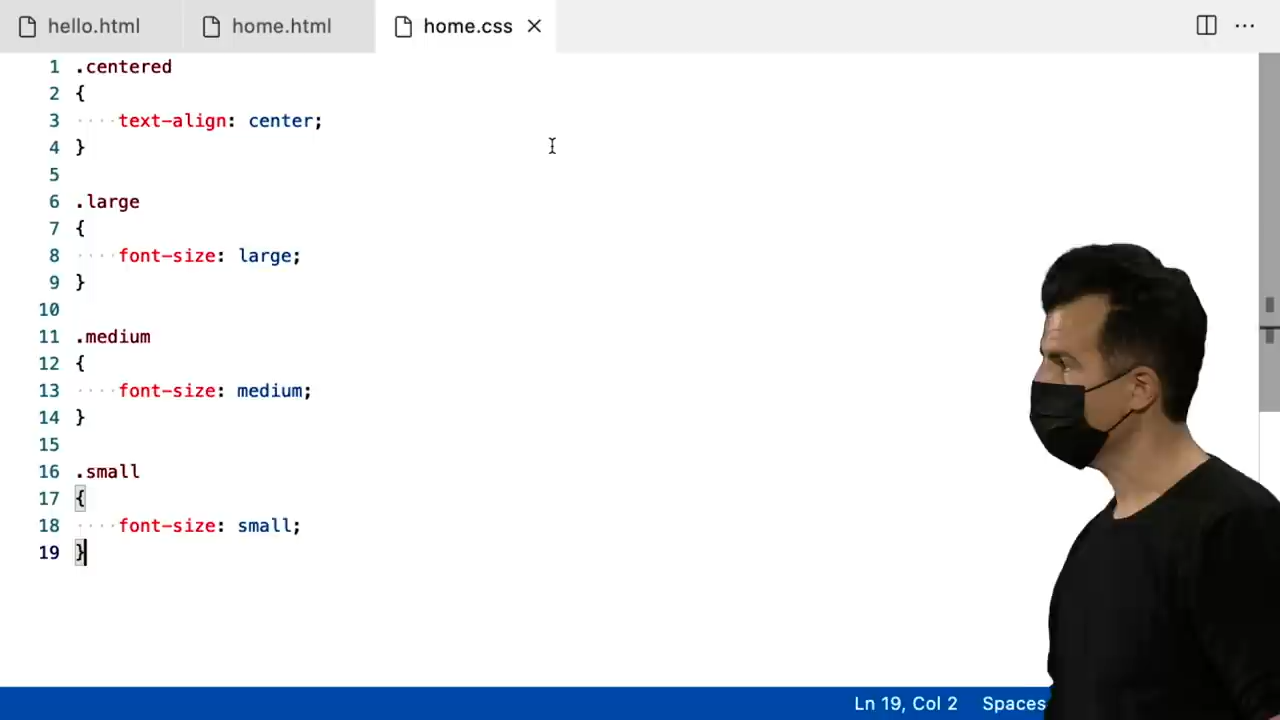 hello.html home.html home.css
1 .centered
2 {
3 text-align: center;
4 }
5
6 .large
7 {
8 font-size: large;
9 }
10
11 .medium
12 {
13 font-size: medium;
14 }
15
16 .small
17 {
18 font-size: small;
19 }
Ln 19, Col 2 Spaces